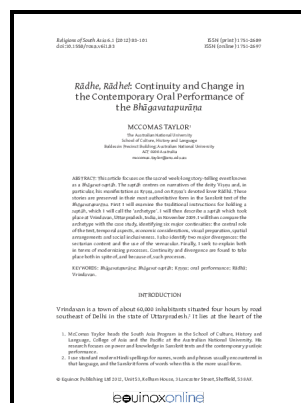 Religions of South Asia 6.1 (2012) 83-101
ISSN (print) 1751-2689
doi:10.1558/rosa.v6i1.83
ISSN (online) 1751-2697
Rādhe, Rādhe!: Continuity and Change in
the Contemporary Oral Performance of
the Bhāgavatapurāṇa
MCCOMAS TAYLOR¹
The Australian National University
School of Culture, History and Language
Baldessin Precinct Building Australian National University
ACT 0200 Australia
mccomas.taylor@anu.edu.au
ABSTRACT: This article focuses on the sacred week-long story-telling event known
as a Bhāgavat-saptāh. The saptāh centres on narratives of the deity Viṣṇu and, in
particular, his manifestation as Kṛṣṇa, and on Kṛṣṇa's devoted lover Rādhā. These
stories are preserved in their most authoritative form in the Sanskrit text of the
Bhāgavatapurāṇa. First I will examine the traditional instructions for holding a
saptāh, which I will call the 'archetype'. I will then describe a saptāh which took
place at Vrindavan, Uttar Pradesh, India, in November 2009. I will then compare the
archetype with the case study, identifying six major continuities: the central role
of the text, temporal aspects, economic considerations, visual preparation, spatial
arrangements and social inclusiveness. I also identify two major divergences: the
sectarian content and the use of the vernacular. Finally, I seek to explain both
in terms of modernizing processes. Continuity and divergence are found to take
place both in spite of, and because of, such processes.
KEYWORDS: Bhāgavatapurāṇa; Bhāgavat-saptāh; Kṛṣṇa; oral performance; Rādhā;
Vrindavan.
INTRODUCTION
Vrindavan is a town of about 60,000 inhabitants situated four hours by road
southeast of Delhi in the state of Uttar Pradesh.² It lies at the heart of the
1. McComas Taylor heads the South Asia Program in the School of Culture, History and
Language, College of Asia and the Pacific at the Australian National University. His
research focuses on power and knowledge in Sanskrit texts and the contemporary puranic
performance.
2. I use standard modern Hindi spellings for names, words and phrases usually encountered in
that language, and the Sanskrit forms of words when this is the more usual form.
© Equinox Publishing Ltd 2012, Unit S3, Kelham House, 3 Lancaster Street, Sheffield, S3 8AF.
equinoxonline